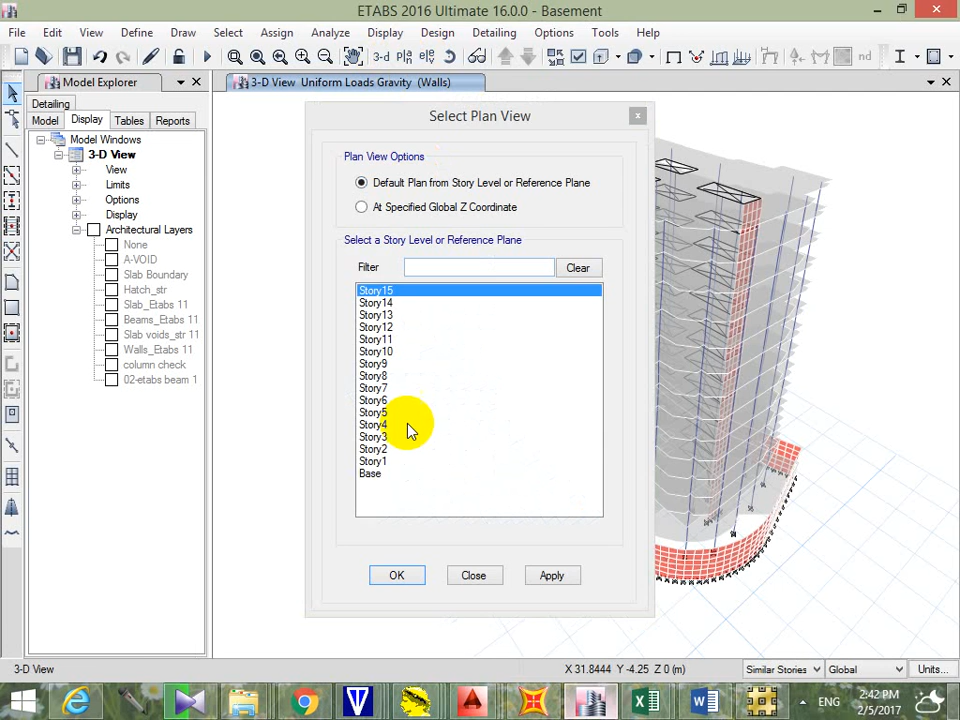 ETABS 2016 Ultimate 16.0.0 - Basement
File Edit View Define Draw Select Assign Analyze Display Design Detailing Options Tools Help
3-d plan elev nd
Model Explorer
3-D View Uniform Loads Gravity (Walls)
Detailing
Model Display Tables Reports
Model Windows
3-D View
View
Limits
Options
Display
Architectural Layers
None
A-VOID
Slab Boundary
Hatch_str
Slab_Etabs 11
Beams_Etabs 11
Slab voids_str 11
Walls_Etabs 11
column check
02-etabs beam 1
Select Plan View
Plan View Options
Default Plan from Story Level or Reference Plane
At Specified Global Z Coordinate
Select a Story Level or Reference Plane
Filter Clear
Story15
Story14
Story13
Story12
Story11
Story10
Story9
Story8
Story7
Story6
Story5
Story4
Story3
Story2
Story1
Base
OK Close Apply
3-D View X 31.8444 Y -4.25 Z 0 (m) Similar Stories Global Units...
ENG 2:42 PM
2/5/2017